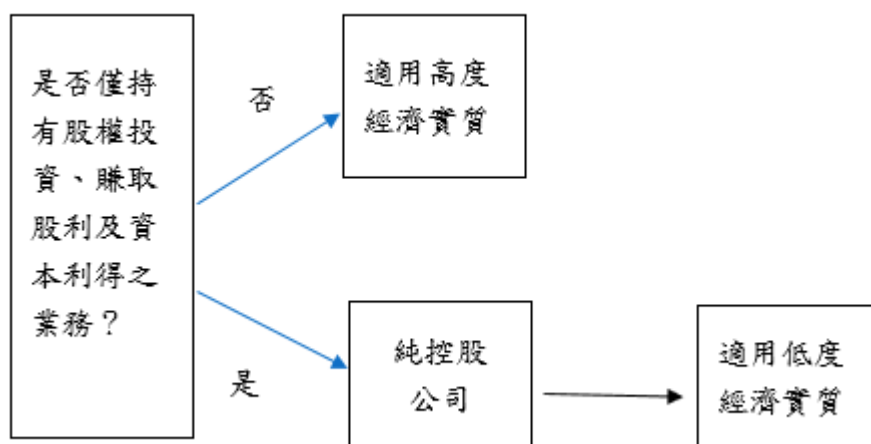 是否僅持
有股權投
資、賺取
股利及資
本利得之
業務？
否
適用高度
經濟實質
是
純控股
公司
適用低度
經濟實質